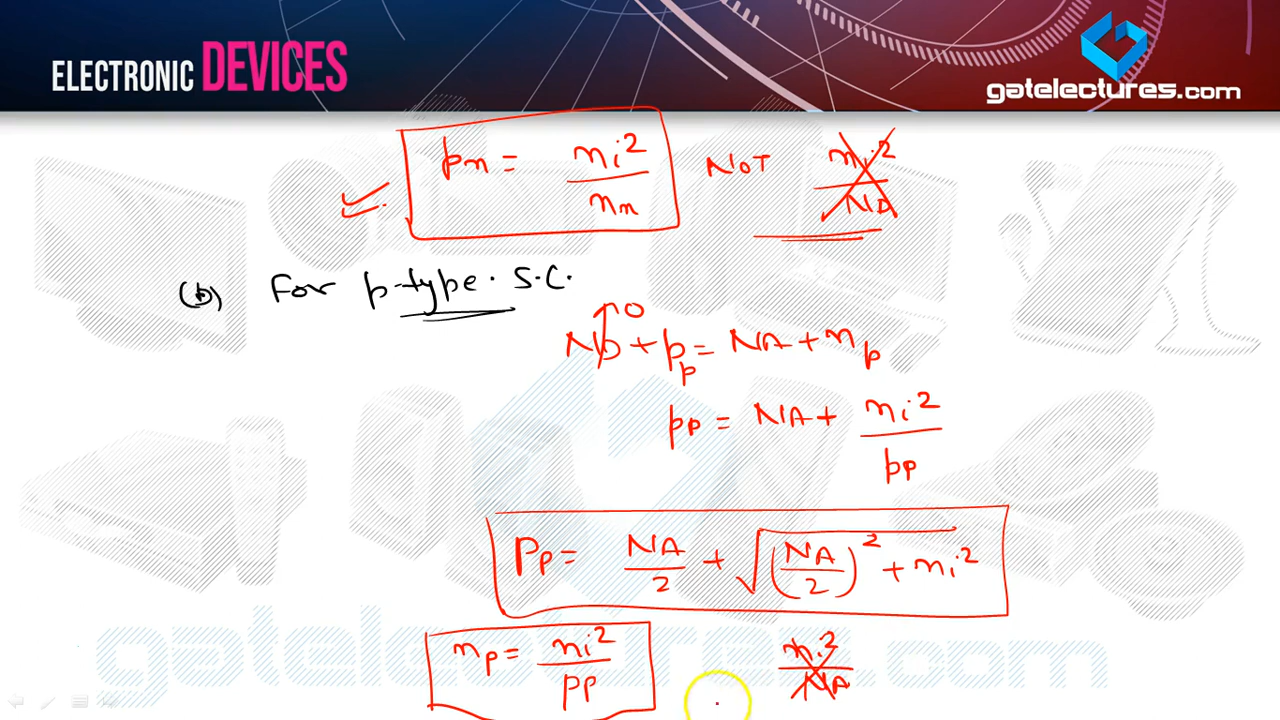 ELECTRONIC DEVICES
gatelectures.com
pn = ni² / nn NOT ni² / ND
(b) For p-type. S.C.
ND + pp = NA + np
0
pp = NA + ni² / pp
Pp = NA/2 + √((NA/2)² + ni²)
np = ni² / pp ni² / NA
gatelectures.com